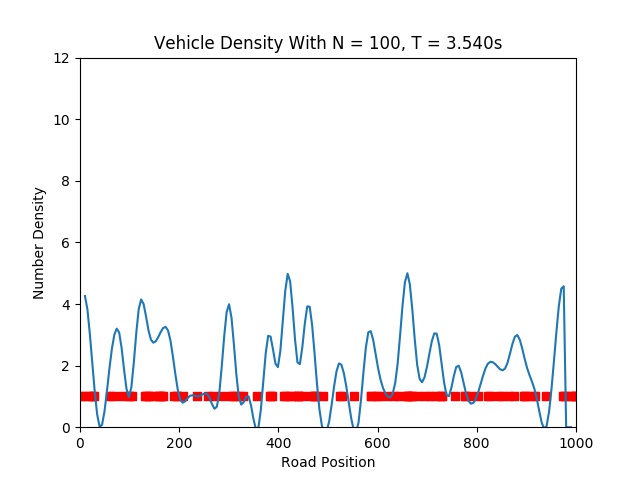 Vehicle Density With N = 100, T = 3.540s
12
10
8
6
4
2
0
Number Density
0 200 400 600 800 1000
Road Position